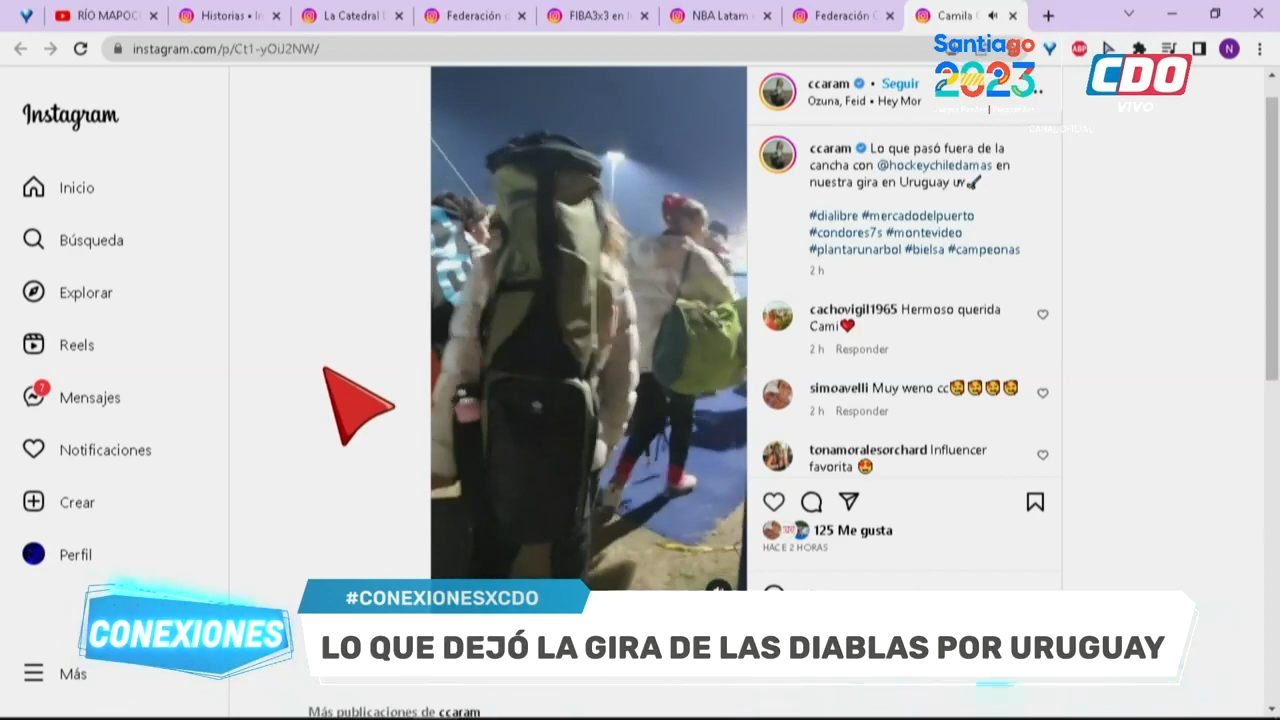 RÍO MAPOC
Historias • I
La Catedral
Federación d
FIBA3x3 en
NBA Latam
Federación C
Camila
instagram.com/p/Ct1-yOiJ2NW/
N
Santiago
2023
CDO
VIVO
CANAL OFICIAL
Instagram
Inicio
Búsqueda
Explorar
Reels
7
Mensajes
Notificaciones
Crear
Perfil
Más
ccaram • Seguir
Ozuna, Feid • Hey Mor
ccaram Lo que pasó fuera de la
cancha con @hockeychiledamas en
nuestra gira en Uruguay
#dialibre #mercadodelpuerto
#condores7s #montevideo
#plantarunarbol #bielsa #campeonas
2 h
cachovigil1965 Hermoso querida
Cami❤
2 h Responder
simoavelli Muy weno cc🥰🥰🥰🥰
2 h Responder
tonamoralesorchard Influencer
favorita 😍
125 Me gusta
HACE 2 HORAS
#CONEXIONESXCDO
CONEXIONES
LO QUE DEJÓ LA GIRA DE LAS DIABLAS POR URUGUAY
Más publicaciones de ccaram